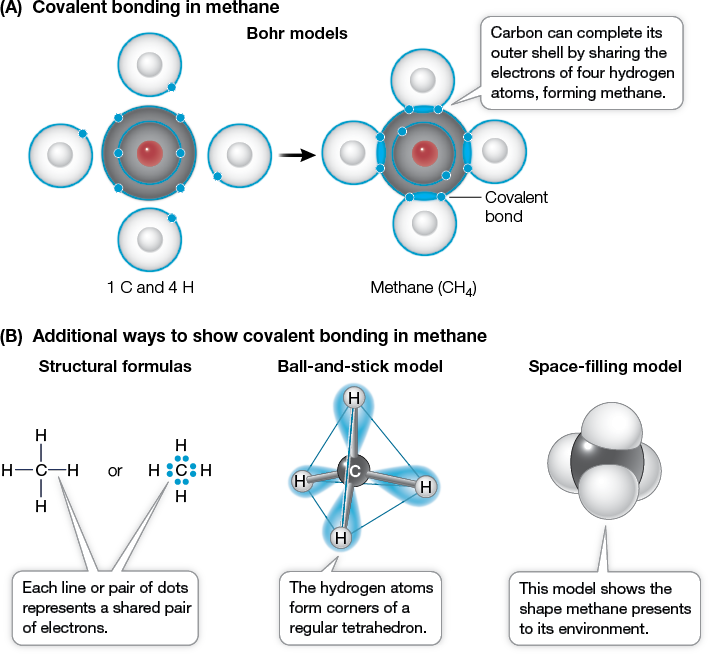 (A) Covalent bonding in methane
Bohr models
Carbon can complete its
outer shell by sharing the
electrons of four hydrogen
atoms, forming methane.
Covalent
bond
1 C and 4 H
Methane (CH₄)
(B) Additional ways to show covalent bonding in methane
Structural formulas
Ball-and-stick model
Space-filling model
H
H—C—H
H
or
H
H C H
H
H
C
H
H
H
Each line or pair of dots
represents a shared pair
of electrons.
The hydrogen atoms
form corners of a
regular tetrahedron.
This model shows the
shape methane presents
to its environment.